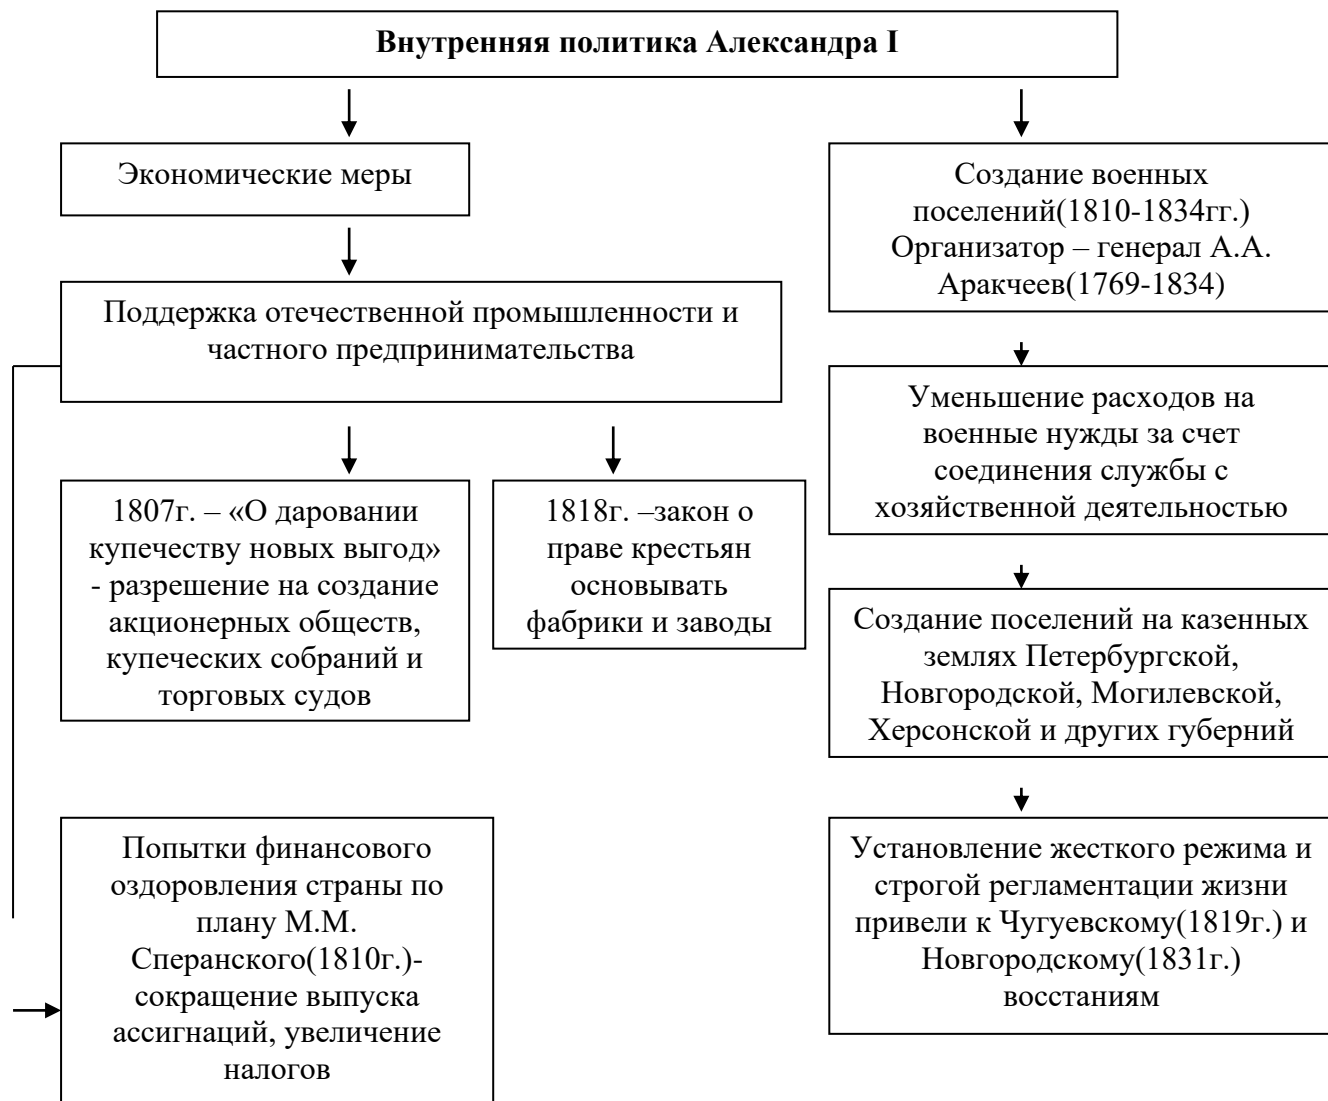 Внутренняя политика Александра I
Экономические меры
Поддержка отечественной промышленности и
частного предпринимательства
1807г. – «О даровании
купечеству новых выгод»
- разрешение на создание
акционерных обществ,
купеческих собраний и
торговых судов
1818г. –закон о
праве крестьян
основывать
фабрики и заводы
Попытки финансового
оздоровления страны по
плану М.М.
Сперанского(1810г.)-
сокращение выпуска
ассигнаций, увеличение
налогов
Создание военных
поселений(1810-1834гг.)
Организатор – генерал А.А.
Аракчеев(1769-1834)
Уменьшение расходов на
военные нужды за счет
соединения службы с
хозяйственной деятельностью
Создание поселений на казенных
землях Петербургской,
Новгородской, Могилевской,
Херсонской и других губерний
Установление жесткого режима и
строгой регламентации жизни
привели к Чугуевскому(1819г.) и
Новгородскому(1831г.)
восстаниям